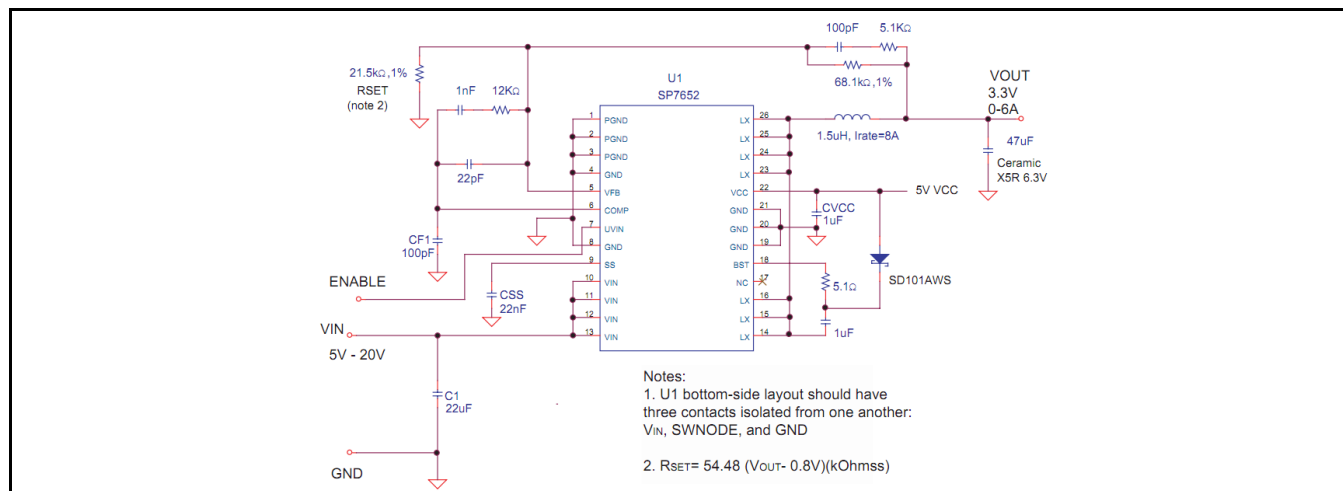 100pF
5.1KΩ
21.5kΩ,1%
RSET
(note 2)
1nF
12KΩ
U1
SP7652
68.1kΩ,1%
VOUT
3.3V
0-6A
1 PGND
LX 26
1.5uH, Irate=8A
2 PGND
LX 25
47uF
3 PGND
LX 24
Ceramic
X5R 6.3V
4 GND
LX 23
22pF
5 VFB
VCC 22
5V VCC
6 COMP
GND 21
CVCC
1uF
7 UVIN
GND 20
CF1
100pF
8 GND
GND 19
9 SS
BST 18
ENABLE
10 VIN
NC 17
5.1Ω
SD101AWS
CSS
22nF
11 VIN
LX 16
12 VIN
LX 15
VIN
13 VIN
LX 14
1uF
5V - 20V
Notes:
1. U1 bottom-side layout should have
three contacts isolated from one another:
VIN, SWNODE, and GND
C1
22uF
2. RSET= 54.48 (VOUT- 0.8V)(kOhmss)
GND